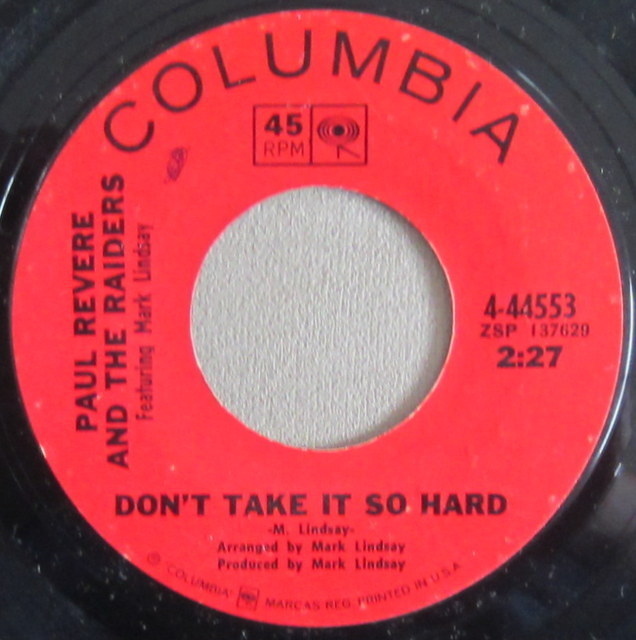 COLUMBIA
45
RPM
PAUL REVERE
AND THE RAIDERS
Featuring Mark Lindsay
4-44553
ZSP 137629
2:27
DON'T TAKE IT SO HARD
-M. Lindsay-
Arranged by Mark Lindsay
Produced by Mark Lindsay
® "COLUMBIA" MARCAS REG. PRINTED IN U.S.A